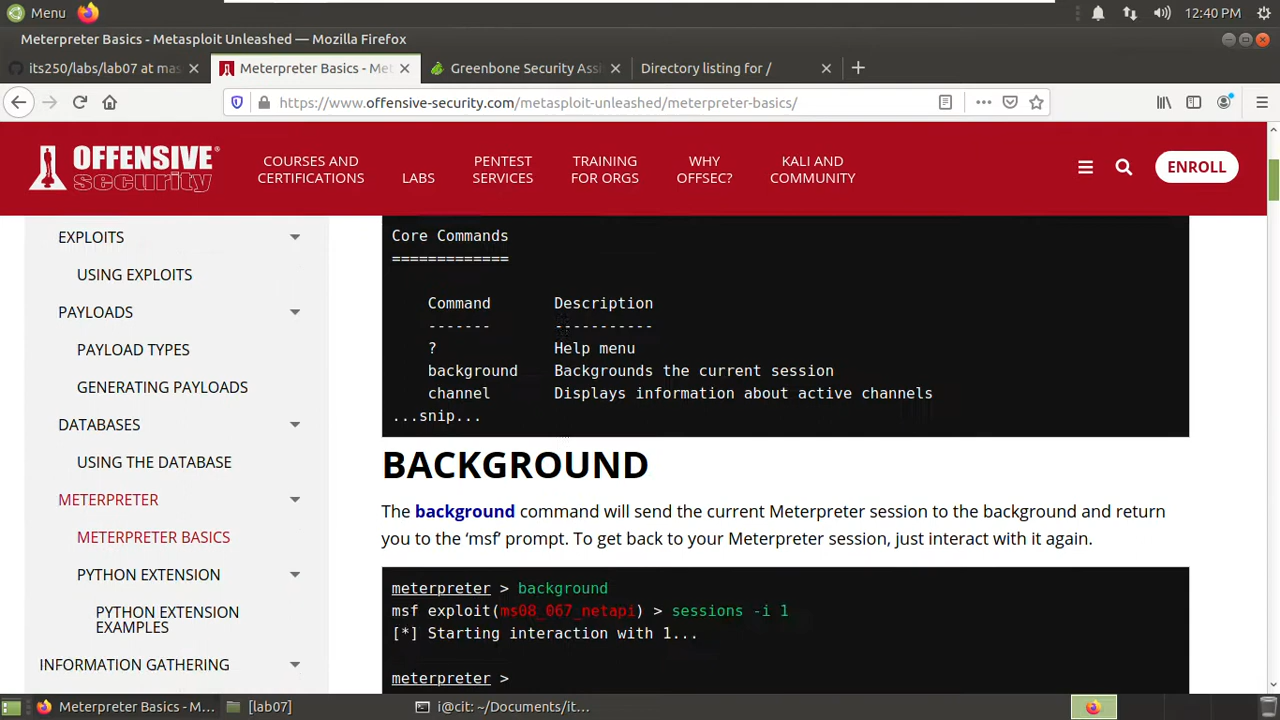 Menu
12:40 PM
Meterpreter Basics - Metasploit Unleashed — Mozilla Firefox
its250/labs/lab07 at mas
Meterpreter Basics - Met
Greenbone Security Assis
Directory listing for /
https://www.offensive-security.com/metasploit-unleashed/meterpreter-basics/
OFFENSIVE
security
COURSES AND
CERTIFICATIONS
LABS
PENTEST
SERVICES
TRAINING
FOR ORGS
WHY
OFFSEC?
KALI AND
COMMUNITY
ENROLL
EXPLOITS
USING EXPLOITS
PAYLOADS
PAYLOAD TYPES
GENERATING PAYLOADS
DATABASES
USING THE DATABASE
METERPRETER
METERPRETER BASICS
PYTHON EXTENSION
PYTHON EXTENSION
EXAMPLES
INFORMATION GATHERING
Core Commands
=============
Command Description
------- -----------
? Help menu
background Backgrounds the current session
channel Displays information about active channels
...snip...
BACKGROUND
The background command will send the current Meterpreter session to the background and return
you to the ‘msf’ prompt. To get back to your Meterpreter session, just interact with it again.
meterpreter > background
msf exploit(ms08_067_netapi) > sessions -i 1
[*] Starting interaction with 1...
meterpreter >
Meterpreter Basics - M...
[lab07]
i@cit: ~/Documents/it...